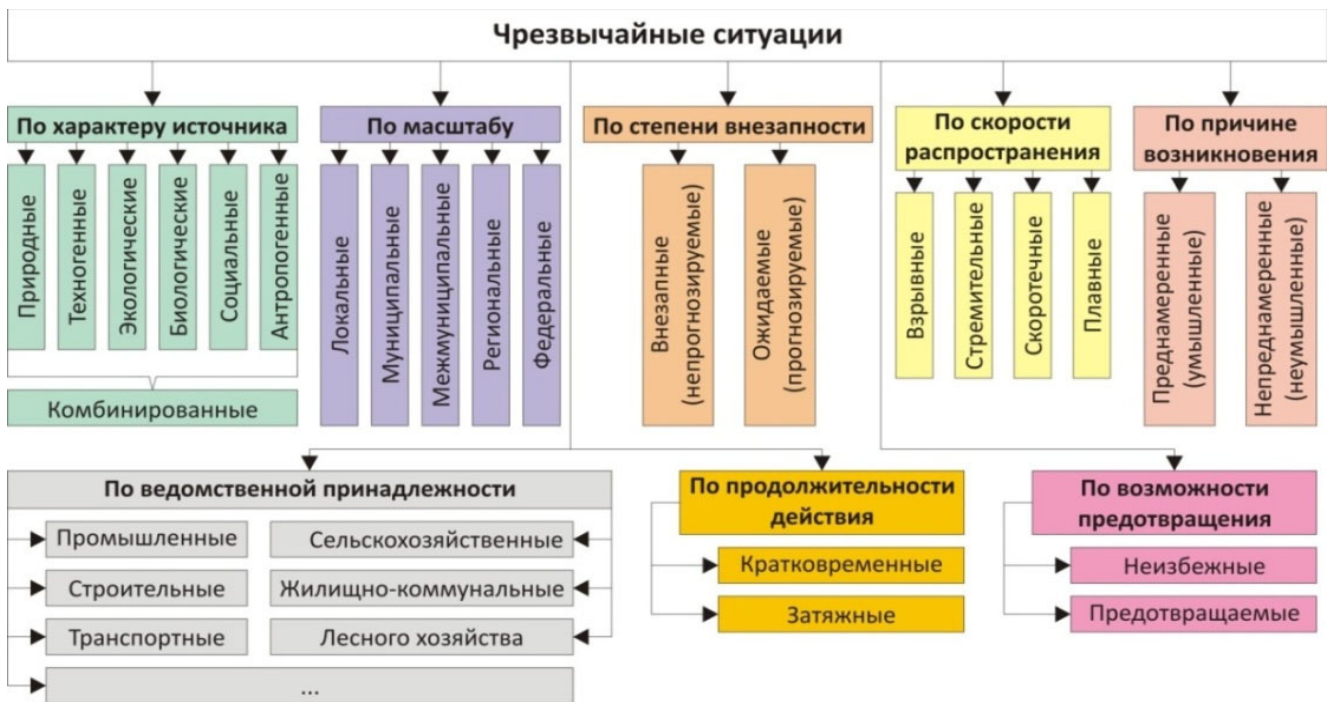 Чрезвычайные ситуации
По характеру источника
Природные
Техногенные
Экологические
Биологические
Социальные
Антропогенные
Комбинированные
По масштабу
Локальные
Муниципальные
Межмуниципальные
Региональные
Федеральные
По степени внезапности
Внезапные
(непрогнозируемые)
Ожидаемые
(прогнозируемые)
По скорости
распространения
Взрывные
Стремительные
Скоротечные
Плавные
По причине
возникновения
Преднамеренные
(умышленные)
Непреднамеренные
(неумышленные)
По ведомственной принадлежности
Промышленные
Строительные
Транспортные
Сельскохозяйственные
Жилищно-коммунальные
Лесного хозяйства
...
По продолжительности
действия
Кратковременные
Затяжные
По возможности
предотвращения
Неизбежные
Предотвращаемые